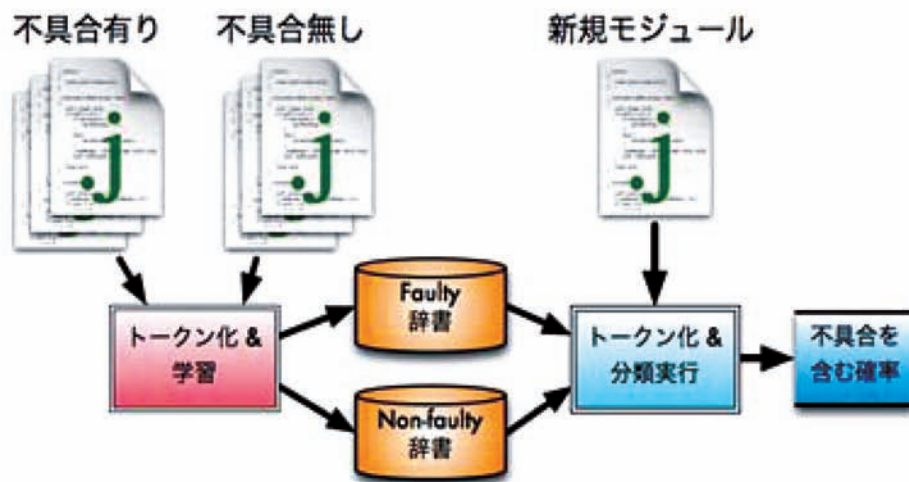 不具合有り
不具合無し
新規モジュール
.j
.j
.j
Faulty
辞書
トークン化 &
学習
トークン化 &
分類実行
不具合を
含む確率
Non-faulty
辞書